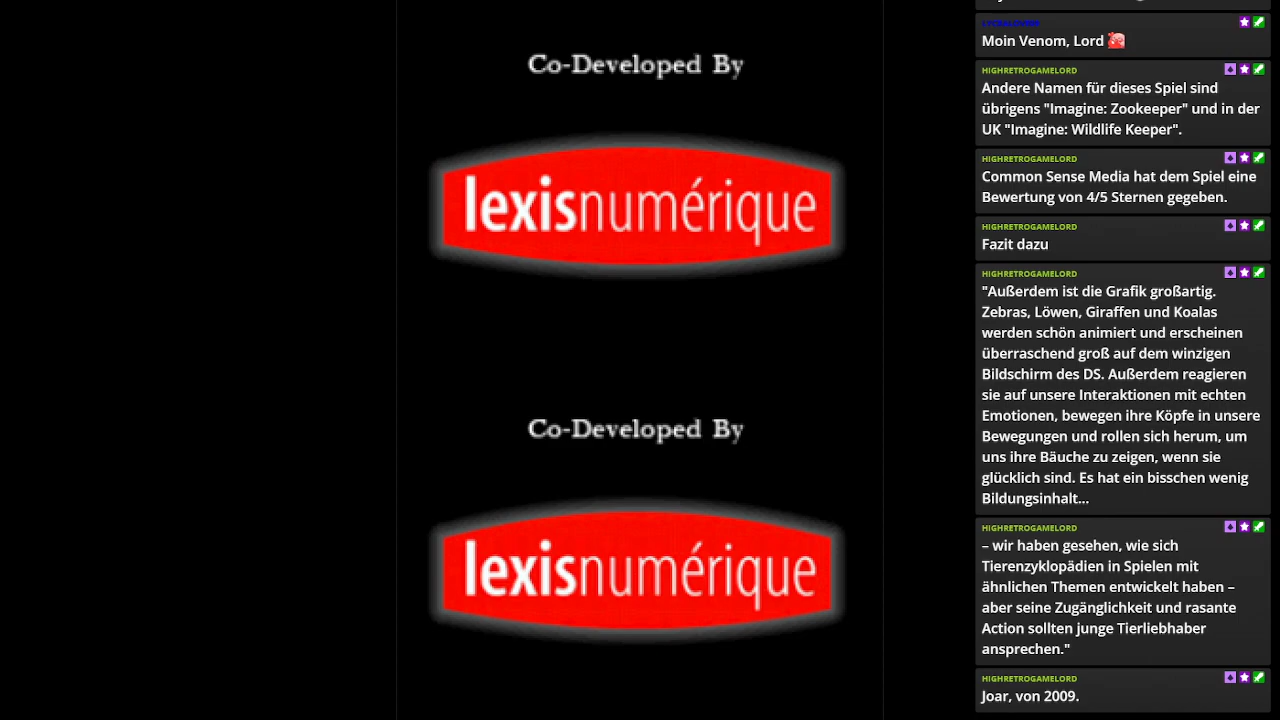 Co-Developed By
lexisnumérique
Co-Developed By
lexisnumérique
Moin Venom, Lord
HIGHRETROGAMELORD
Andere Namen für dieses Spiel sind
übrigens "Imagine: Zookeeper" und in der
UK "Imagine: Wildlife Keeper".
HIGHRETROGAMELORD
Common Sense Media hat dem Spiel eine
Bewertung von 4/5 Sternen gegeben.
HIGHRETROGAMELORD
Fazit dazu
HIGHRETROGAMELORD
"Außerdem ist die Grafik großartig.
Zebras, Löwen, Giraffen und Koalas
werden schön animiert und erscheinen
überraschend groß auf dem winzigen
Bildschirm des DS. Außerdem reagieren
sie auf unsere Interaktionen mit echten
Emotionen, bewegen ihre Köpfe in unsere
Bewegungen und rollen sich herum, um
uns ihre Bäuche zu zeigen, wenn sie
glücklich sind. Es hat ein bisschen wenig
Bildungsinhalt...
HIGHRETROGAMELORD
– wir haben gesehen, wie sich
Tierenzyklopädien in Spielen mit
ähnlichen Themen entwickelt haben –
aber seine Zugänglichkeit und rasante
Action sollten junge Tierliebhaber
ansprechen."
HIGHRETROGAMELORD
Joar, von 2009.